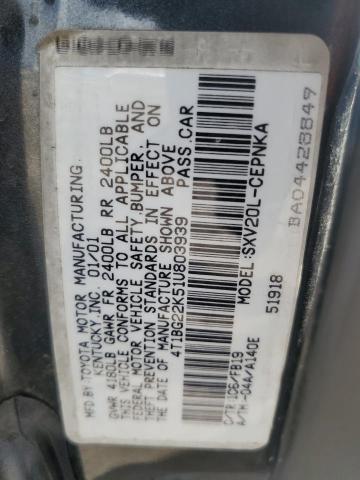 MFD.BY:TOYOTA MOTOR MANUFACTURING,
KENTUCKY,INC. 01/01
GVWR 4180LB GAWR FR 2400LB RR 2400LB
THIS VEHICLE CONFORMS TO ALL APPLICABLE
FEDERAL MOTOR VEHICLE SAFETY,BUMPER, AND
THEFT PREVENTION STANDARDS IN EFFECT ON
THE DATE OF MANUFACTURE SHOWN ABOVE
4T1BG22K51U803939 PASS.CAR
MODEL:SXV20L-CEPNKA
51918
C/TR:1C6/FB19
A/TM:-04A/A140E
BA04428849